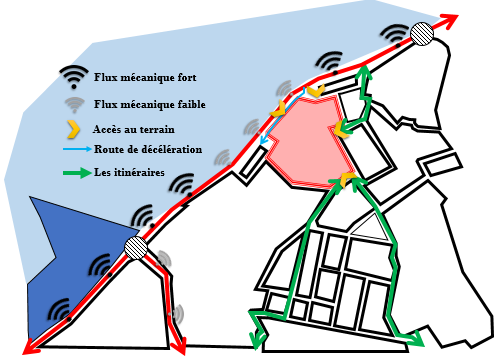 Flux mécanique fort
Flux mécanique faible
Accès au terrain
Route de décélération
Les itinéraires